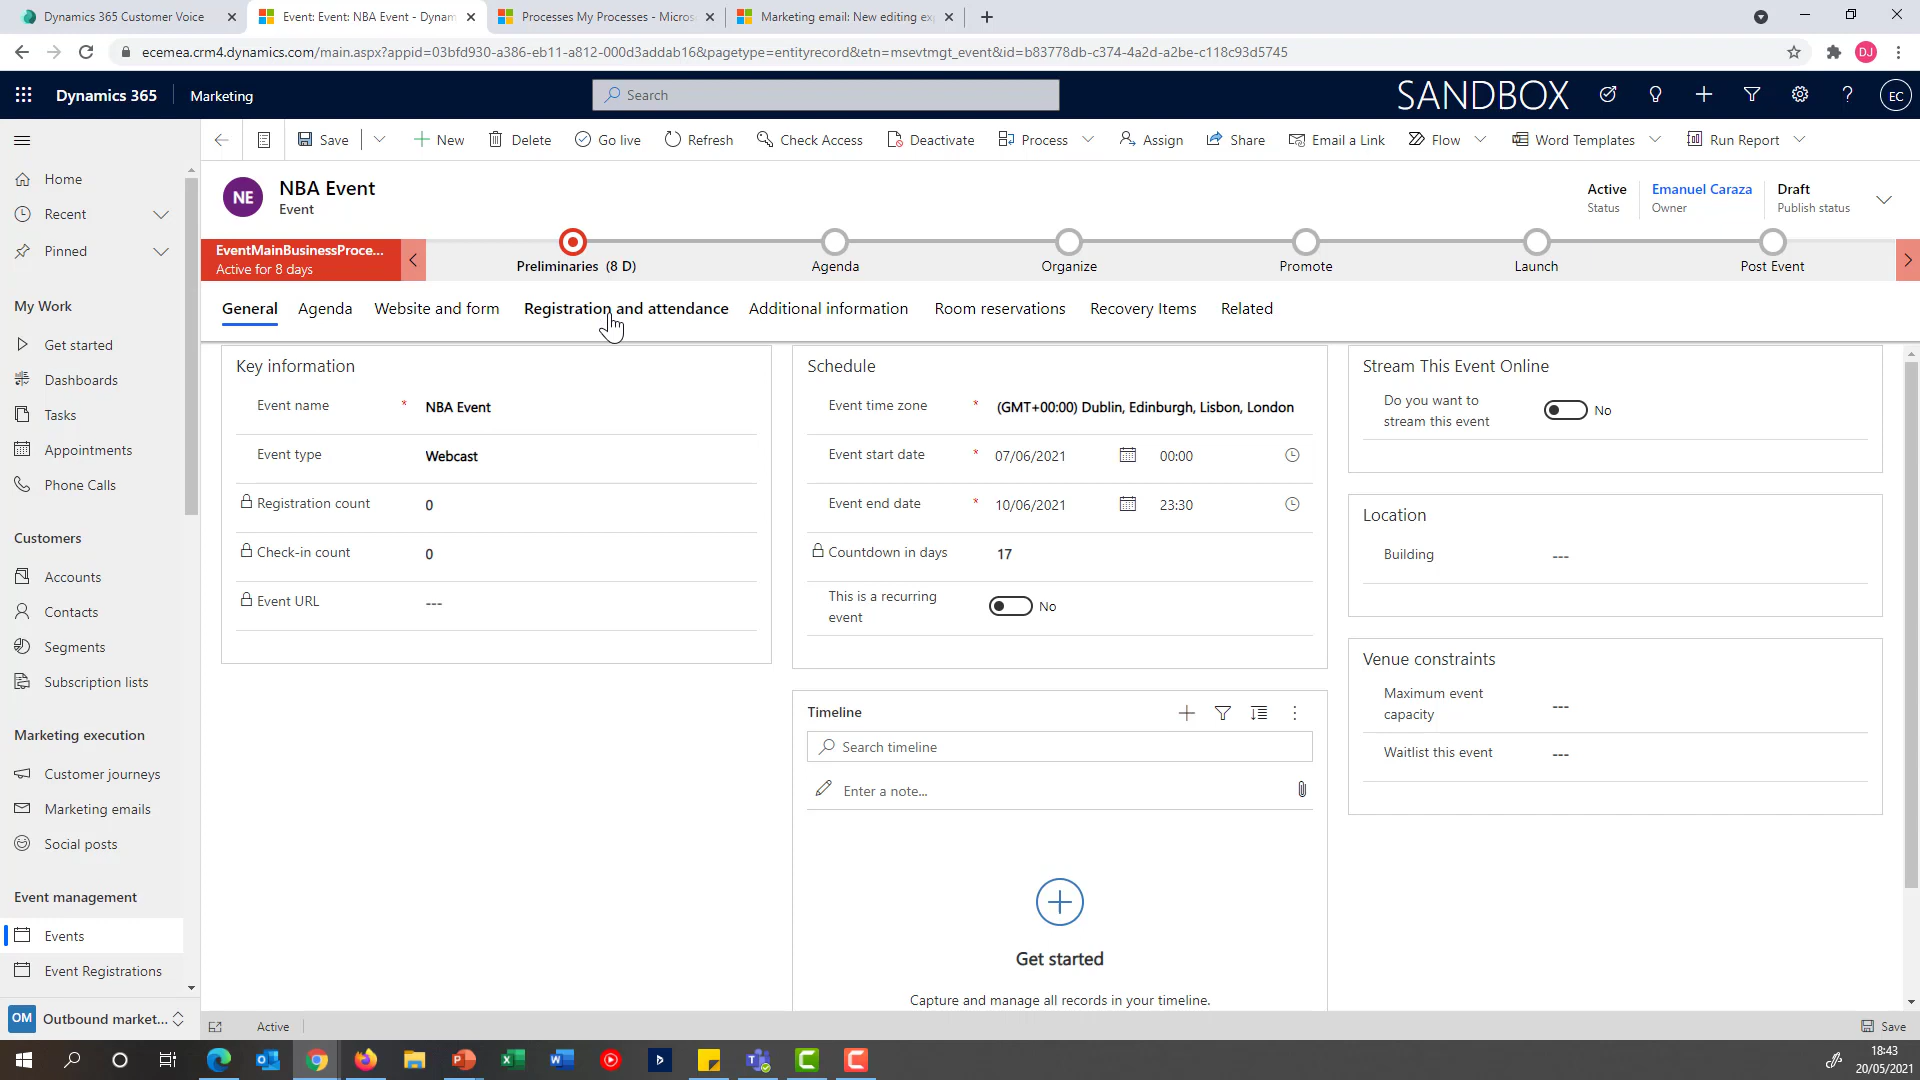 Dynamics 365 Customer Voice
Event: Event: NBA Event - Dynam
Processes My Processes - Micros
Marketing email: New editing exp
ecemea.crm4.dynamics.com/main.aspx?appid=03bfd930-a386-eb11-a812-000d3addab16&pagetype=entityrecord&etn=msevtmgt_event&id=b83778db-c374-4a2d-a2be-c118c93d5745
DJ
Dynamics 365
Marketing
Search
SANDBOX
EC
Save
New
Delete
Go live
Refresh
Check Access
Deactivate
Process
Assign
Share
Email a Link
Flow
Word Templates
Run Report
Home
Recent
Pinned
My Work
Get started
Dashboards
Tasks
Appointments
Phone Calls
Customers
Accounts
Contacts
Segments
Subscription lists
Marketing execution
Customer journeys
Marketing emails
Social posts
Event management
Events
Event Registrations
OM
Outbound market...
NE
NBA Event
Event
Active
Status
Emanuel Caraza
Owner
Draft
Publish status
EventMainBusinessProce...
Active for 8 days
Preliminaries (8 D)
Agenda
Organize
Promote
Launch
Post Event
General
Agenda
Website and form
Registration and attendance
Additional information
Room reservations
Recovery Items
Related
Key information
Event name * NBA Event
Event type Webcast
Registration count 0
Check-in count 0
Event URL ---
Schedule
Event time zone * (GMT+00:00) Dublin, Edinburgh, Lisbon, London
Event start date * 07/06/2021 00:00
Event end date * 10/06/2021 23:30
Countdown in days 17
This is a recurring
event
No
Timeline
Search timeline
Enter a note...
Get started
Capture and manage all records in your timeline.
Stream This Event Online
Do you want to
stream this event
No
Location
Building ---
Venue constraints
Maximum event
capacity
---
Waitlist this event ---
Active
Save
18:43
20/05/2021